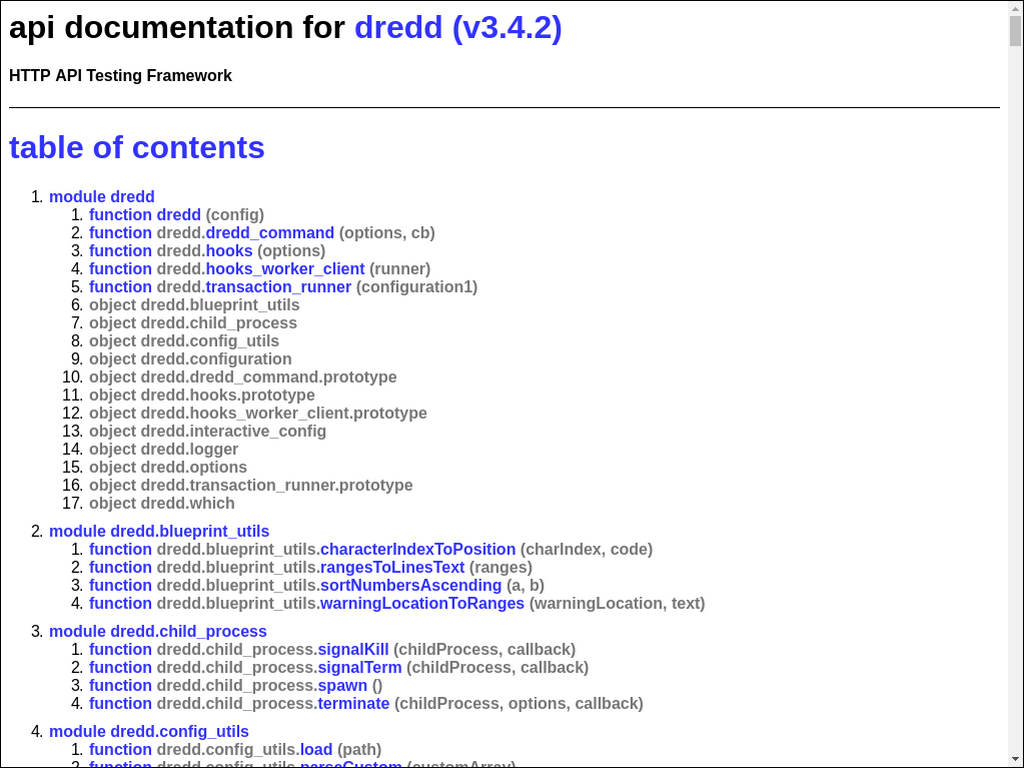 api documentation for dredd (v3.4.2)
HTTP API Testing Framework
table of contents
1. module dredd
1. function dredd (config)
2. function dredd.dredd_command (options, cb)
3. function dredd.hooks (options)
4. function dredd.hooks_worker_client (runner)
5. function dredd.transaction_runner (configuration1)
6. object dredd.blueprint_utils
7. object dredd.child_process
8. object dredd.config_utils
9. object dredd.configuration
10. object dredd.dredd_command.prototype
11. object dredd.hooks.prototype
12. object dredd.hooks_worker_client.prototype
13. object dredd.interactive_config
14. object dredd.logger
15. object dredd.options
16. object dredd.transaction_runner.prototype
17. object dredd.which
2. module dredd.blueprint_utils
1. function dredd.blueprint_utils.characterIndexToPosition (charIndex, code)
2. function dredd.blueprint_utils.rangesToLinesText (ranges)
3. function dredd.blueprint_utils.sortNumbersAscending (a, b)
4. function dredd.blueprint_utils.warningLocationToRanges (warningLocation, text)
3. module dredd.child_process
1. function dredd.child_process.signalKill (childProcess, callback)
2. function dredd.child_process.signalTerm (childProcess, callback)
3. function dredd.child_process.spawn ()
4. function dredd.child_process.terminate (childProcess, options, callback)
4. module dredd.config_utils
1. function dredd.config_utils.load (path)
2. function dredd.config_utils.parseCustom (customArray)